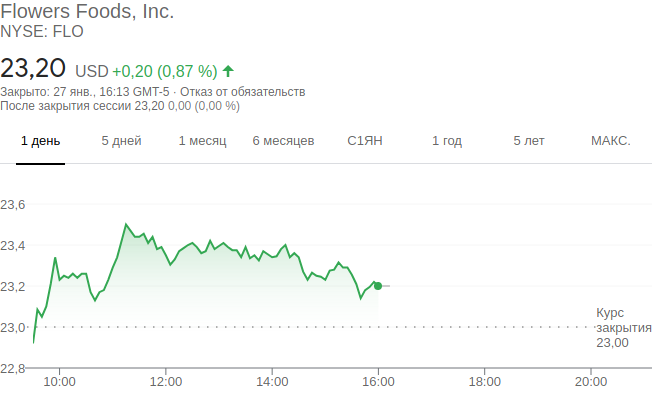 Flowers Foods, Inc.
NYSE: FLO
23,20 USD +0,20 (0,87 %)
Закрыто: 27 янв., 16:13 GMT-5 · Отказ от обязательств
После закрытия сессии 23,20 0,00 (0,00 %)
1 день 5 дней 1 месяц 6 месяцев С1ЯН 1 год 5 лет МАКС.
23,6
23,4
23,2
23,0
22,8
Курс
закрытия
23,00
10:00 12:00 14:00 16:00 18:00 20:00